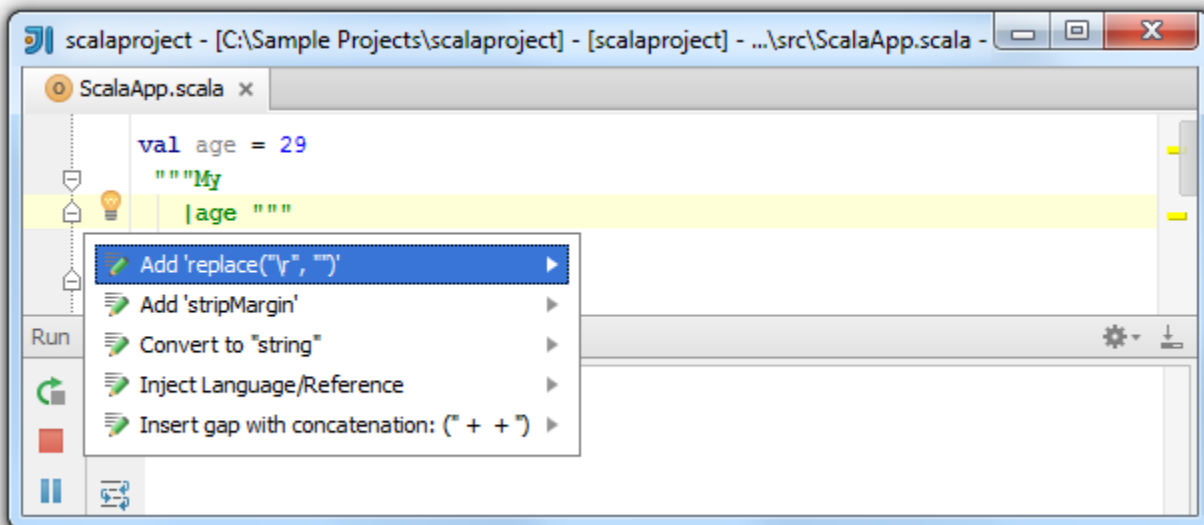 scalaproject - [C:\Sample Projects\scalaproject] - [scalaproject] - ...\src\ScalaApp.scala -
ScalaApp.scala
val age = 29
"""My
|age """
Add 'replace("\r", "")'
Add 'stripMargin'
Convert to "string"
Inject Language/Reference
Insert gap with concatenation: (" + + ")
Run